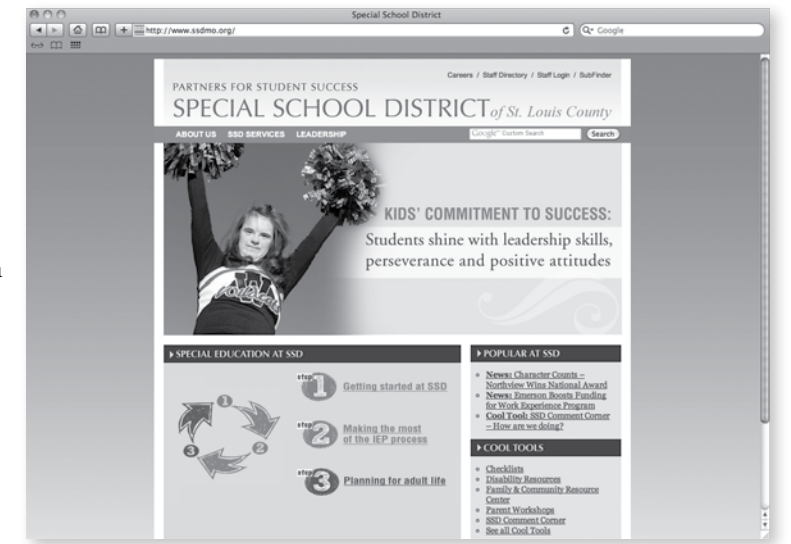 Special School District
http://www.ssdmo.org/
Google
Careers / Staff Directory / Staff Login / SubFinder
PARTNERS FOR STUDENT SUCCESS
SPECIAL SCHOOL DISTRICT of St. Louis County
ABOUT US SSD SERVICES LEADERSHIP
Google™ Custom Search
Search
KIDS' COMMITMENT TO SUCCESS:
Students shine with leadership skills,
perseverance and positive attitudes
SPECIAL EDUCATION AT SSD
1
2
3
step 1
Getting started at SSD
step 2
Making the most
of the IEP process
step 3
Planning for adult life
POPULAR AT SSD
News: Character Counts –
Northview Wins National Award
News: Emerson Boosts Funding
for Work Experience Program
Cool Tool: SSD Comment Corner
– How are we doing?
COOL TOOLS
Checklists
Disability Resources
Family & Community Resource
Center
Parent Workshops
SSD Comment Corner
See all Cool Tools